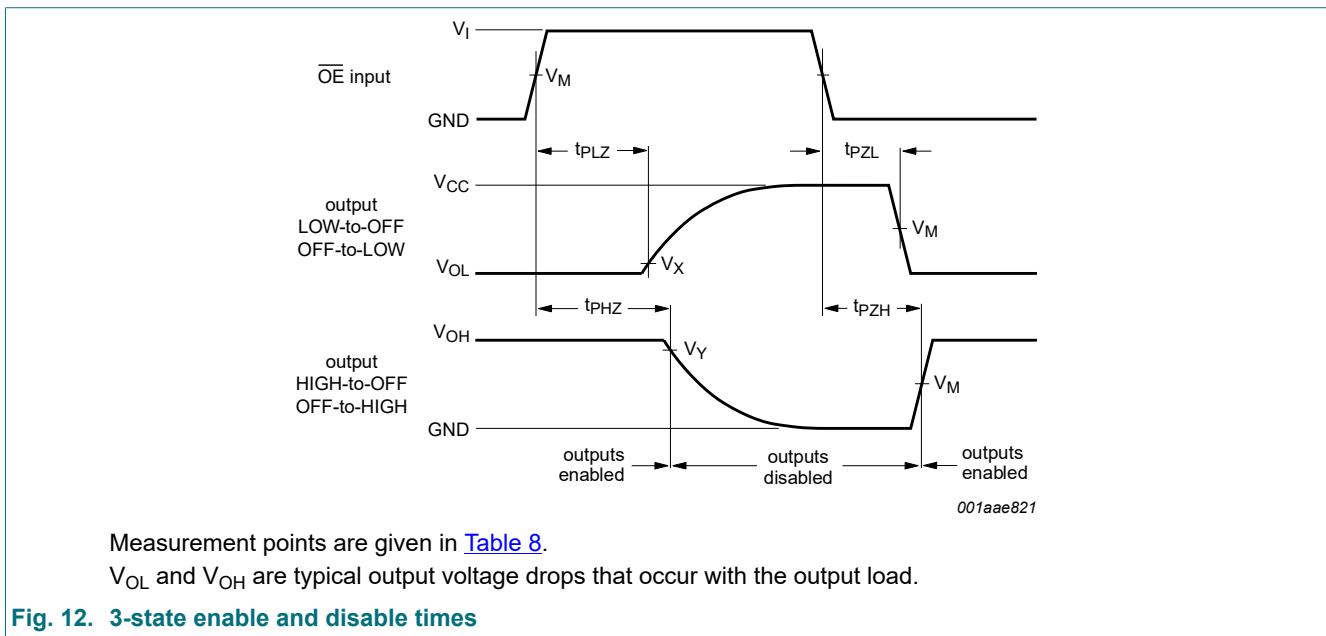 V_I
OE input
V_M
GND
t_PLZ
t_PZL
V_CC
output
LOW-to-OFF
OFF-to-LOW
V_M
V_OL
V_X
t_PHZ
t_PZH
V_OH
output
HIGH-to-OFF
OFF-to-HIGH
V_Y
V_M
GND
outputs
enabled
outputs
disabled
outputs
enabled
001aae821
Measurement points are given in Table 8.
V_OL and V_OH are typical output voltage drops that occur with the output load.
Fig. 12. 3-state enable and disable times